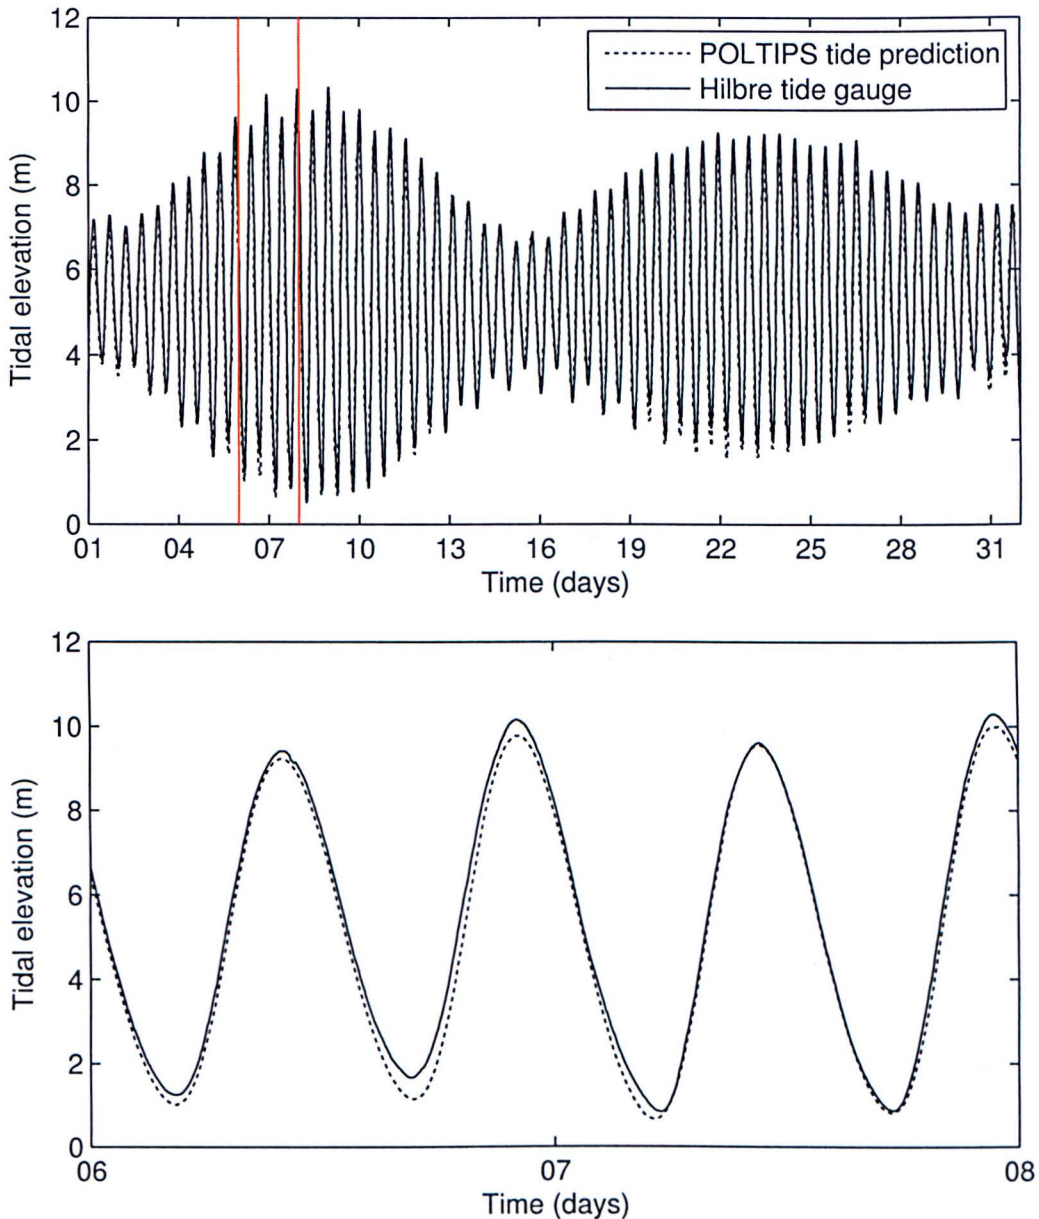 12
10
8
6
4
2
0
Tidal elevation (m)
POLTIPS tide prediction
Hilbre tide gauge
01 04 07 10 13 16 19 22 25 28 31
Time (days)
12
10
8
6
4
2
0
Tidal elevation (m)
06 07 08
Time (days)